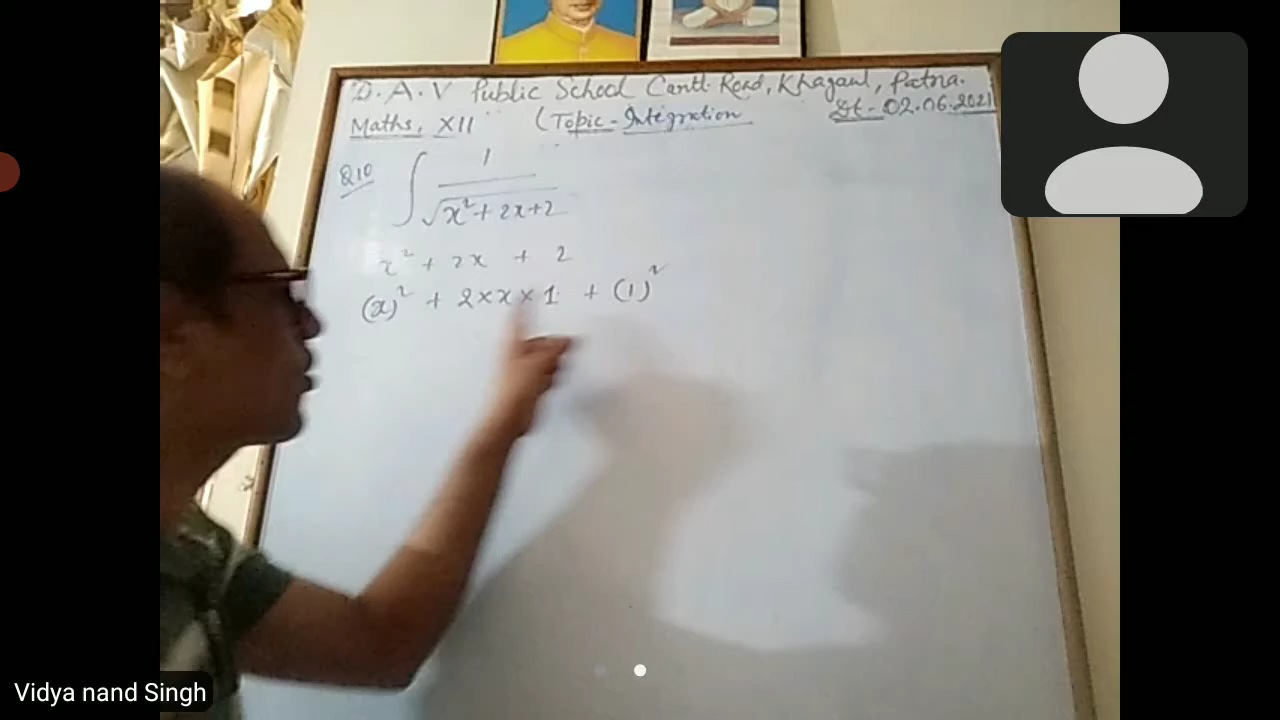 D.A.V Public School Cantt. Road, Khagaul, Patna.
Maths, XII (Topic - Integration Dt - 02.06.2021
Q10 ∫ 1 / √(x² + 2x + 2)
x² + 2x + 2
(x)² + 2 × x × 1 + (1)²
Vidya nand Singh